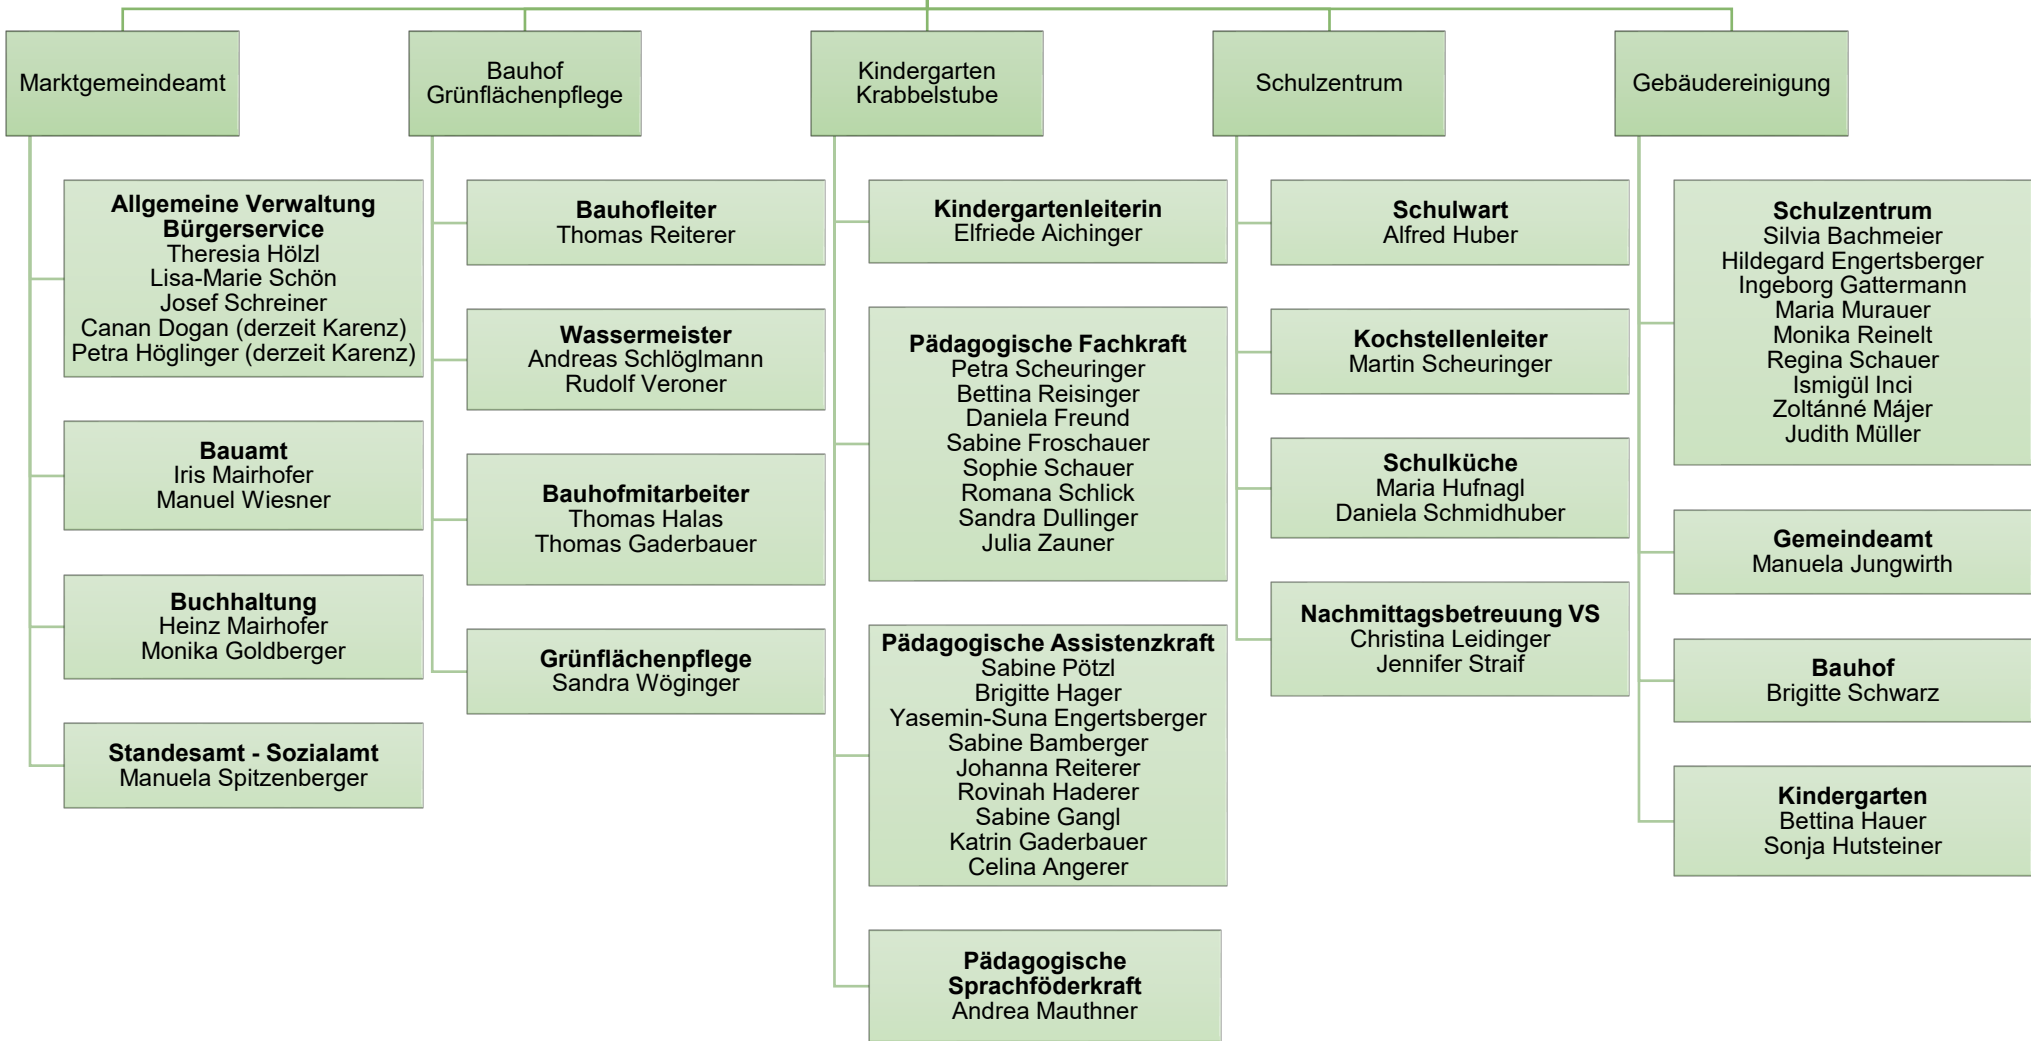 Marktgemeindeamt
Allgemeine Verwaltung
Bürgerservice
Theresia Hölzl
Lisa-Marie Schön
Josef Schreiner
Canan Dogan (derzeit Karenz)
Petra Höglinger (derzeit Karenz)
Bauamt
Iris Mairhofer
Manuel Wiesner
Buchhaltung
Heinz Mairhofer
Monika Goldberger
Standesamt - Sozialamt
Manuela Spitzenberger
Bauhof
Grünflächenpflege
Bauhofleiter
Thomas Reiterer
Wassermeister
Andreas Schlöglmann
Rudolf Veroner
Bauhofmitarbeiter
Thomas Halas
Thomas Gaderbauer
Grünflächenpflege
Sandra Wöginger
Kindergarten
Krabbelstube
Kindergartenleiterin
Elfriede Aichinger
Pädagogische Fachkraft
Petra Scheuringer
Bettina Reisinger
Daniela Freund
Sabine Froschauer
Sophie Schauer
Romana Schlick
Sandra Dullinger
Julia Zauner
Pädagogische Assistenzkraft
Sabine Pötzl
Brigitte Hager
Yasemin-Suna Engertsberger
Sabine Bamberger
Johanna Reiterer
Rovinah Haderer
Sabine Gangl
Katrin Gaderbauer
Celina Angerer
Pädagogische
Sprachföderkraft
Andrea Mauthner
Schulzentrum
Schulwart
Alfred Huber
Kochstellenleiter
Martin Scheuringer
Schulküche
Maria Hufnagl
Daniela Schmidhuber
Nachmittagsbetreuung VS
Christina Leidinger
Jennifer Straif
Gebäudereinigung
Schulzentrum
Silvia Bachmeier
Hildegard Engertsberger
Ingeborg Gattermann
Maria Murauer
Monika Reinelt
Regina Schauer
Ismigül Inci
Zoltánné Májer
Judith Müller
Gemeindeamt
Manuela Jungwirth
Bauhof
Brigitte Schwarz
Kindergarten
Bettina Hauer
Sonja Hutsteiner